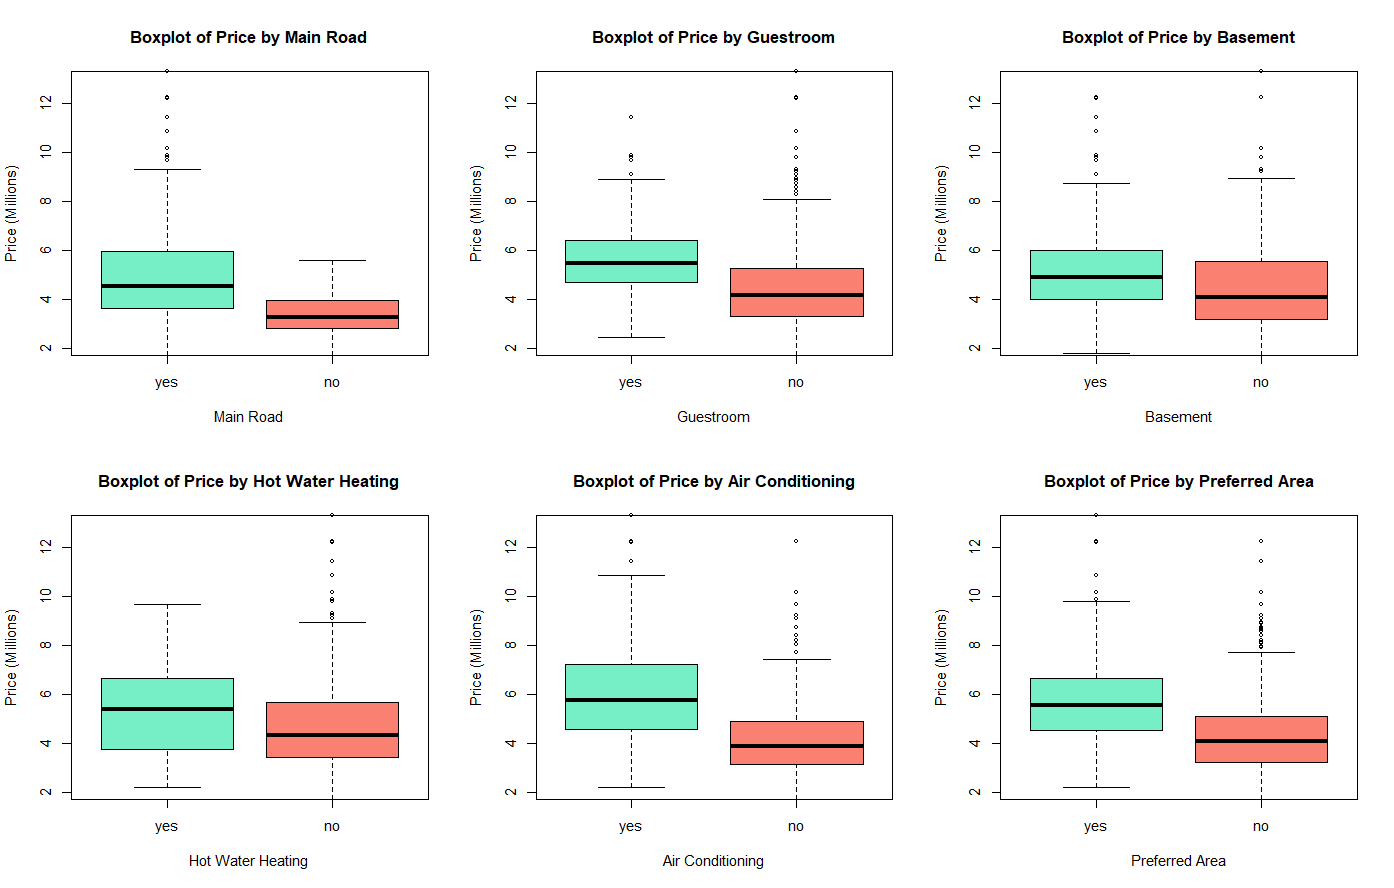 Boxplot of Price by Main Road
Price (Millions)
12
10
8
6
4
2
yes no
Main Road
Boxplot of Price by Guestroom
Price (Millions)
12
10
8
6
4
2
yes no
Guestroom
Boxplot of Price by Basement
Price (Millions)
12
10
8
6
4
2
yes no
Basement
Boxplot of Price by Hot Water Heating
Price (Millions)
12
10
8
6
4
2
yes no
Hot Water Heating
Boxplot of Price by Air Conditioning
Price (Millions)
12
10
8
6
4
2
yes no
Air Conditioning
Boxplot of Price by Preferred Area
Price (Millions)
12
10
8
6
4
2
yes no
Preferred Area